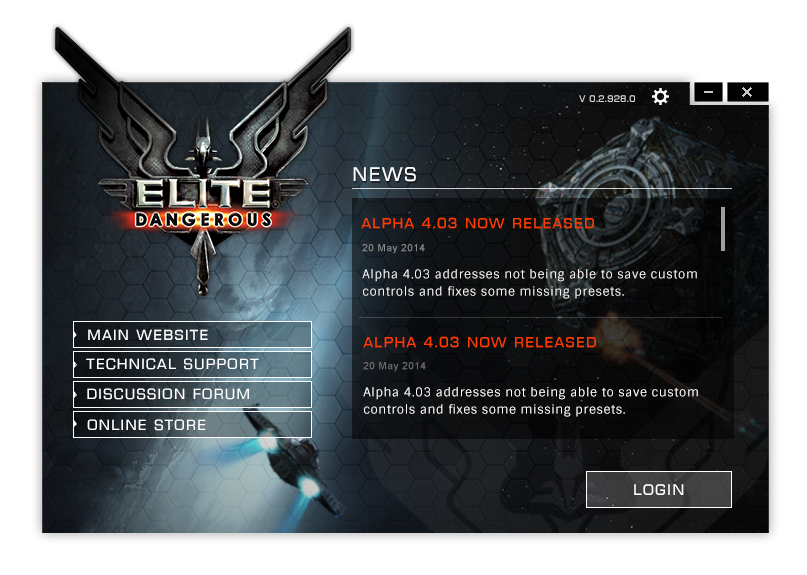 V 0.2.928.0
ELITE
DANGEROUS
NEWS
ALPHA 4.03 NOW RELEASED
20 May 2014
Alpha 4.03 addresses not being able to save custom
controls and fixes some missing presets.
ALPHA 4.03 NOW RELEASED
20 May 2014
Alpha 4.03 addresses not being able to save custom
controls and fixes some missing presets.
MAIN WEBSITE
TECHNICAL SUPPORT
DISCUSSION FORUM
ONLINE STORE
LOGIN